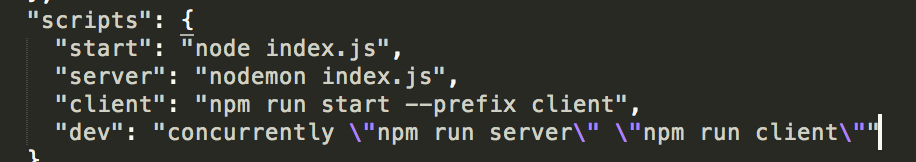 },
"scripts": {
"start": "node index.js",
"server": "nodemon index.js",
"client": "npm run start --prefix client",
"dev": "concurrently \"npm run server\" \"npm run client\""
}